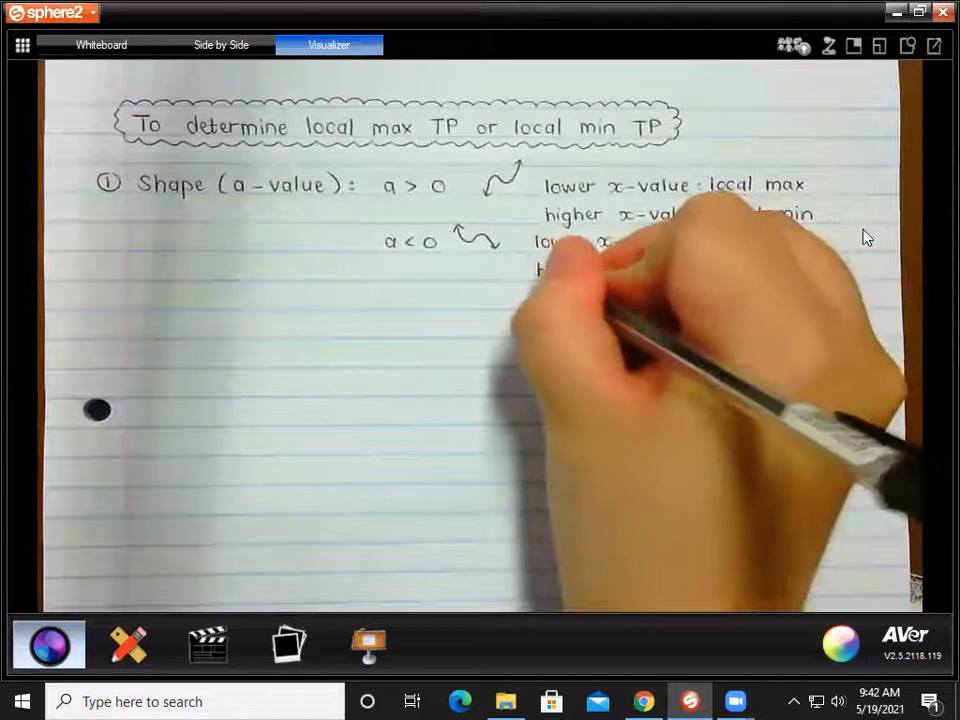 sphere2
Whiteboard
Side by Side
Visualizer
To determine local max TP or local min TP
① Shape (a-value): a > 0
lower x-value : local max
higher x-val min
a < 0
x
AVer
V2.5.2118.119
Type here to search
9:42 AM
5/19/2021
1